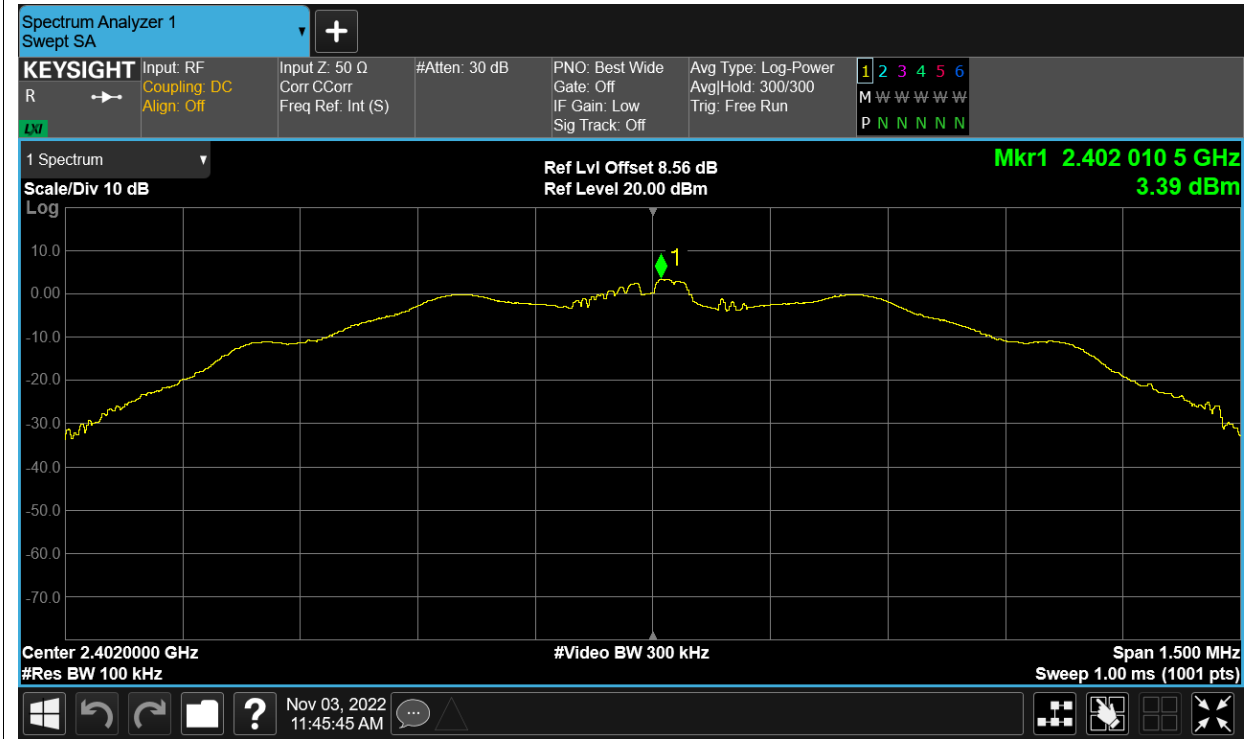 Spectrum Analyzer 1
Swept SA
+
KEYSIGHT
R
LXI
Input: RF
Coupling: DC
Align: Off
Input Z: 50 Ω
Corr CCorr
Freq Ref: Int (S)
#Atten: 30 dB
PNO: Best Wide
Gate: Off
IF Gain: Low
Sig Track: Off
Avg Type: Log-Power
Avg|Hold: 300/300
Trig: Free Run
1 2 3 4 5 6
M W W W W W
P N N N N N
1 Spectrum
Scale/Div 10 dB
Log
Ref Lvl Offset 8.56 dB
Ref Level 20.00 dBm
Mkr1 2.402 010 5 GHz
3.39 dBm
1
10.0
0.00
-10.0
-20.0
-30.0
-40.0
-50.0
-60.0
-70.0
Center 2.4020000 GHz
#Video BW 300 kHz
Span 1.500 MHz
#Res BW 100 kHz
Sweep 1.00 ms (1001 pts)
?
Nov 03, 2022
11:45:45 AM